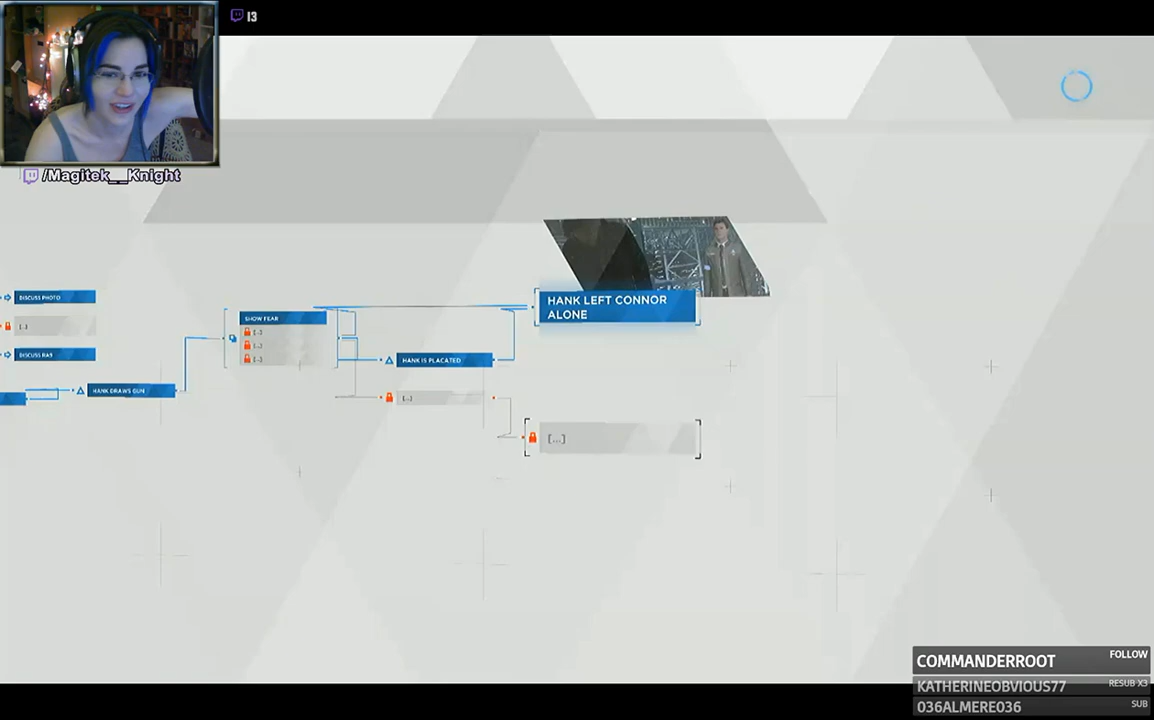 13
/Magitek__Knight
DISCUSS PHOTO
[...]
DISCUSS RA9
HANK DRAWS GUN
SHOW FEAR
[...]
[...]
[...]
HANK IS PLACATED
[...]
HANK LEFT CONNOR
ALONE
[...]
COMMANDERROOT FOLLOW
KATHERINEOBVIOUS77 RESUB X3
036ALMERE036 SUB